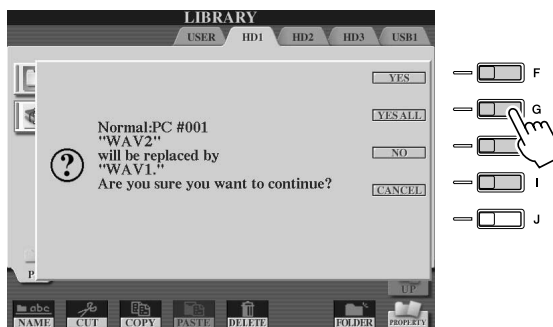 LIBRARY
USER HD1 HD2 HD3 USB1
YES
F
YES ALL
G
Normal:PC #001
"WAV2"
will be replaced by
"WAV1."
Are you sure you want to continue?
NO
CANCEL
I
J
P
UP
abc
NAME CUT COPY PASTE DELETE FOLDER PROPERTY